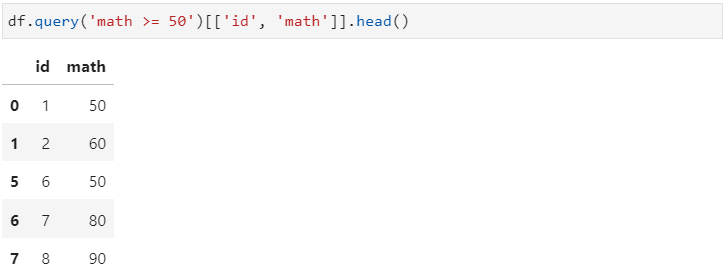 df.query('math >= 50')[['id', 'math']].head()
id math
0 1 50
1 2 60
5 6 50
6 7 80
7 8 90